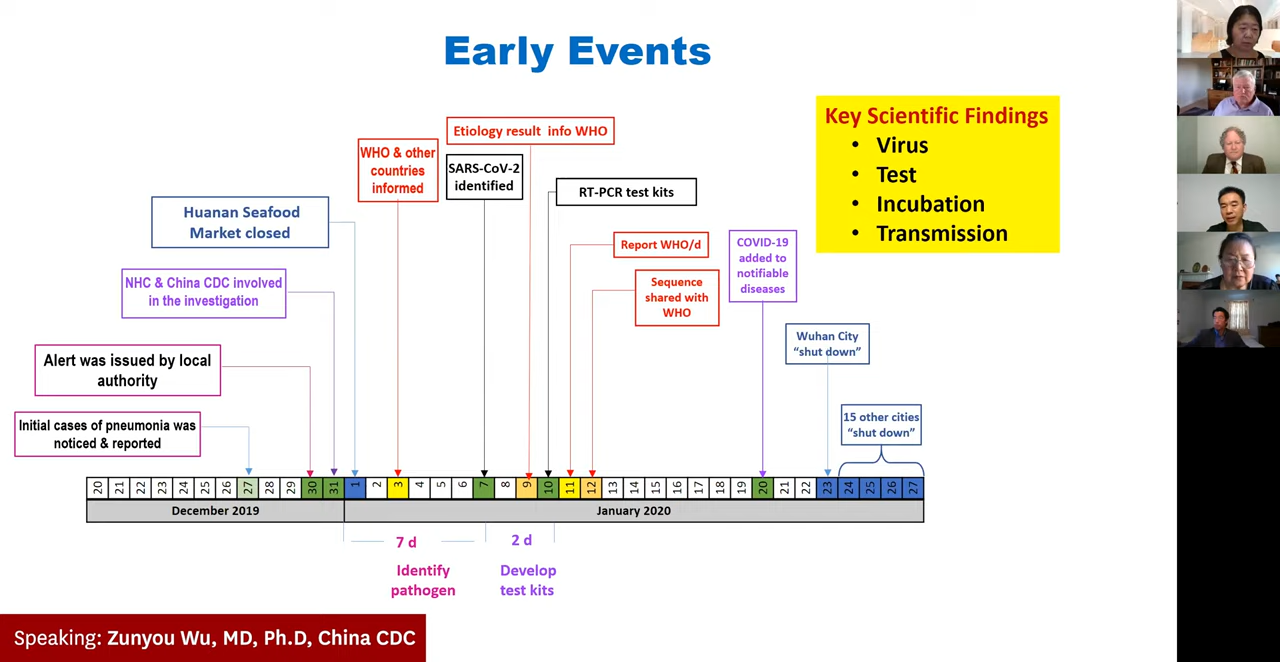 Early Events
Key Scientific Findings
• Virus
• Test
• Incubation
• Transmission
Etiology result info WHO
WHO & other
countries
informed
SARS-CoV-2
identified
RT-PCR test kits
Huanan Seafood
Market closed
Report WHO/d
COVID-19
added to
notifiable
diseases
NHC & China CDC involved
in the investigation
Sequence
shared with
WHO
Wuhan City
“shut down”
Alert was issued by local
authority
15 other cities
“shut down”
Initial cases of pneumonia was
noticed & reported
20 21 22 23 24 25 26 27 28 29 30 31 1 2 3 4 5 6 7 8 9 10 11 12 13 14 15 16 17 18 19 20 21 22 23 24 25 26 27
December 2019 January 2020
7 d 2 d
Identify
pathogen
Develop
test kits
Speaking: Zunyou Wu, MD, Ph.D, China CDC